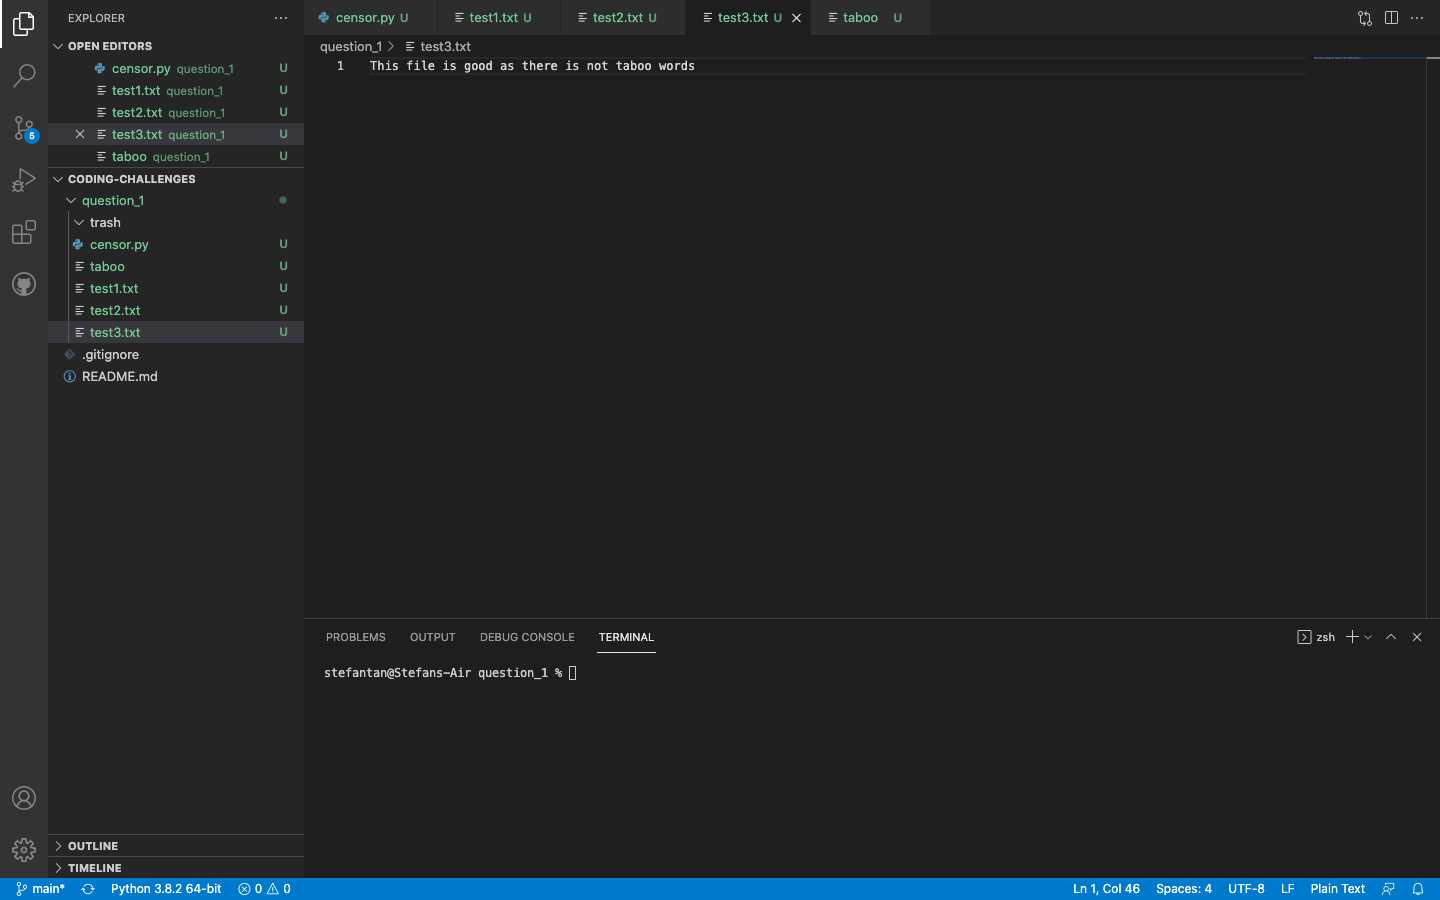 EXPLORER
OPEN EDITORS
censor.py question_1 U
test1.txt question_1 U
test2.txt question_1 U
test3.txt question_1 U
taboo question_1 U
5
CODING-CHALLENGES
question_1
trash
censor.py U
taboo U
test1.txt U
test2.txt U
test3.txt U
.gitignore
README.md
OUTLINE
TIMELINE
censor.py U test1.txt U test2.txt U test3.txt U taboo U
question_1 > test3.txt
1 This file is good as there is not taboo words
PROBLEMS OUTPUT DEBUG CONSOLE TERMINAL zsh
stefantan@Stefans-Air question_1 %
main* Python 3.8.2 64-bit 0 0 Ln 1, Col 46 Spaces: 4 UTF-8 LF Plain Text